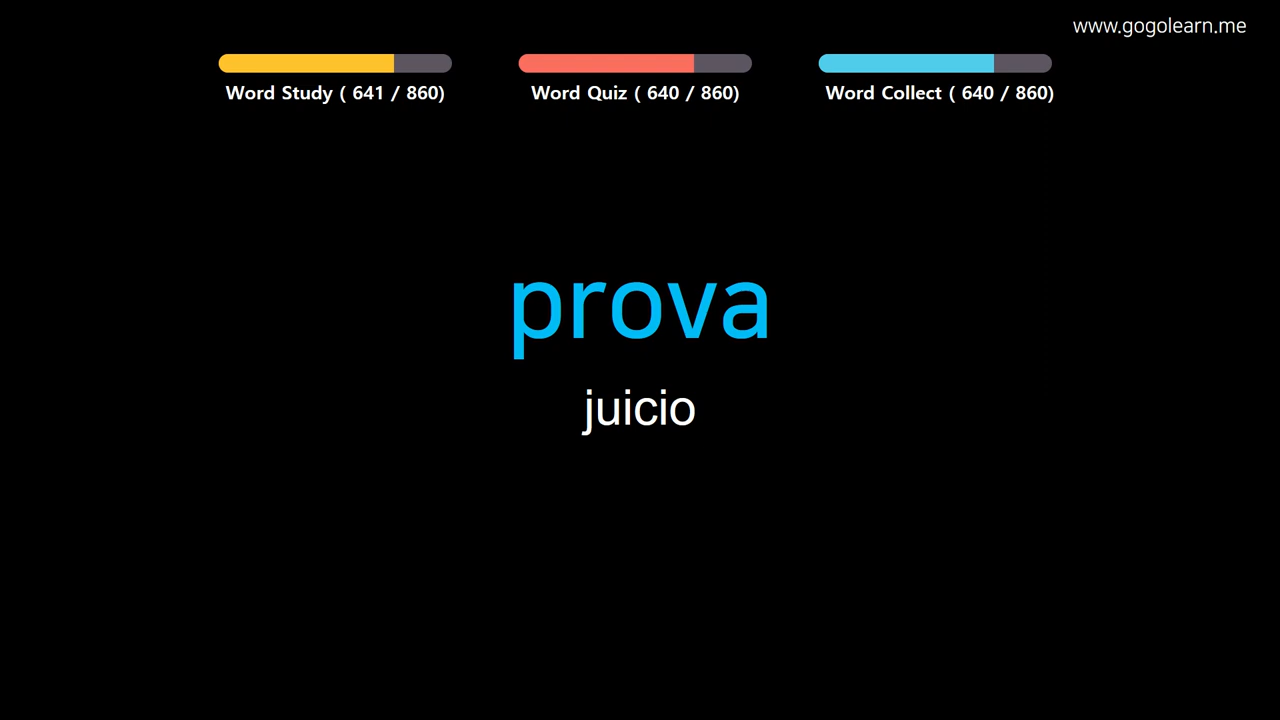 www.gogolearn.me
Word Study ( 641 / 860)
Word Quiz ( 640 / 860)
Word Collect ( 640 / 860)
prova
juicio